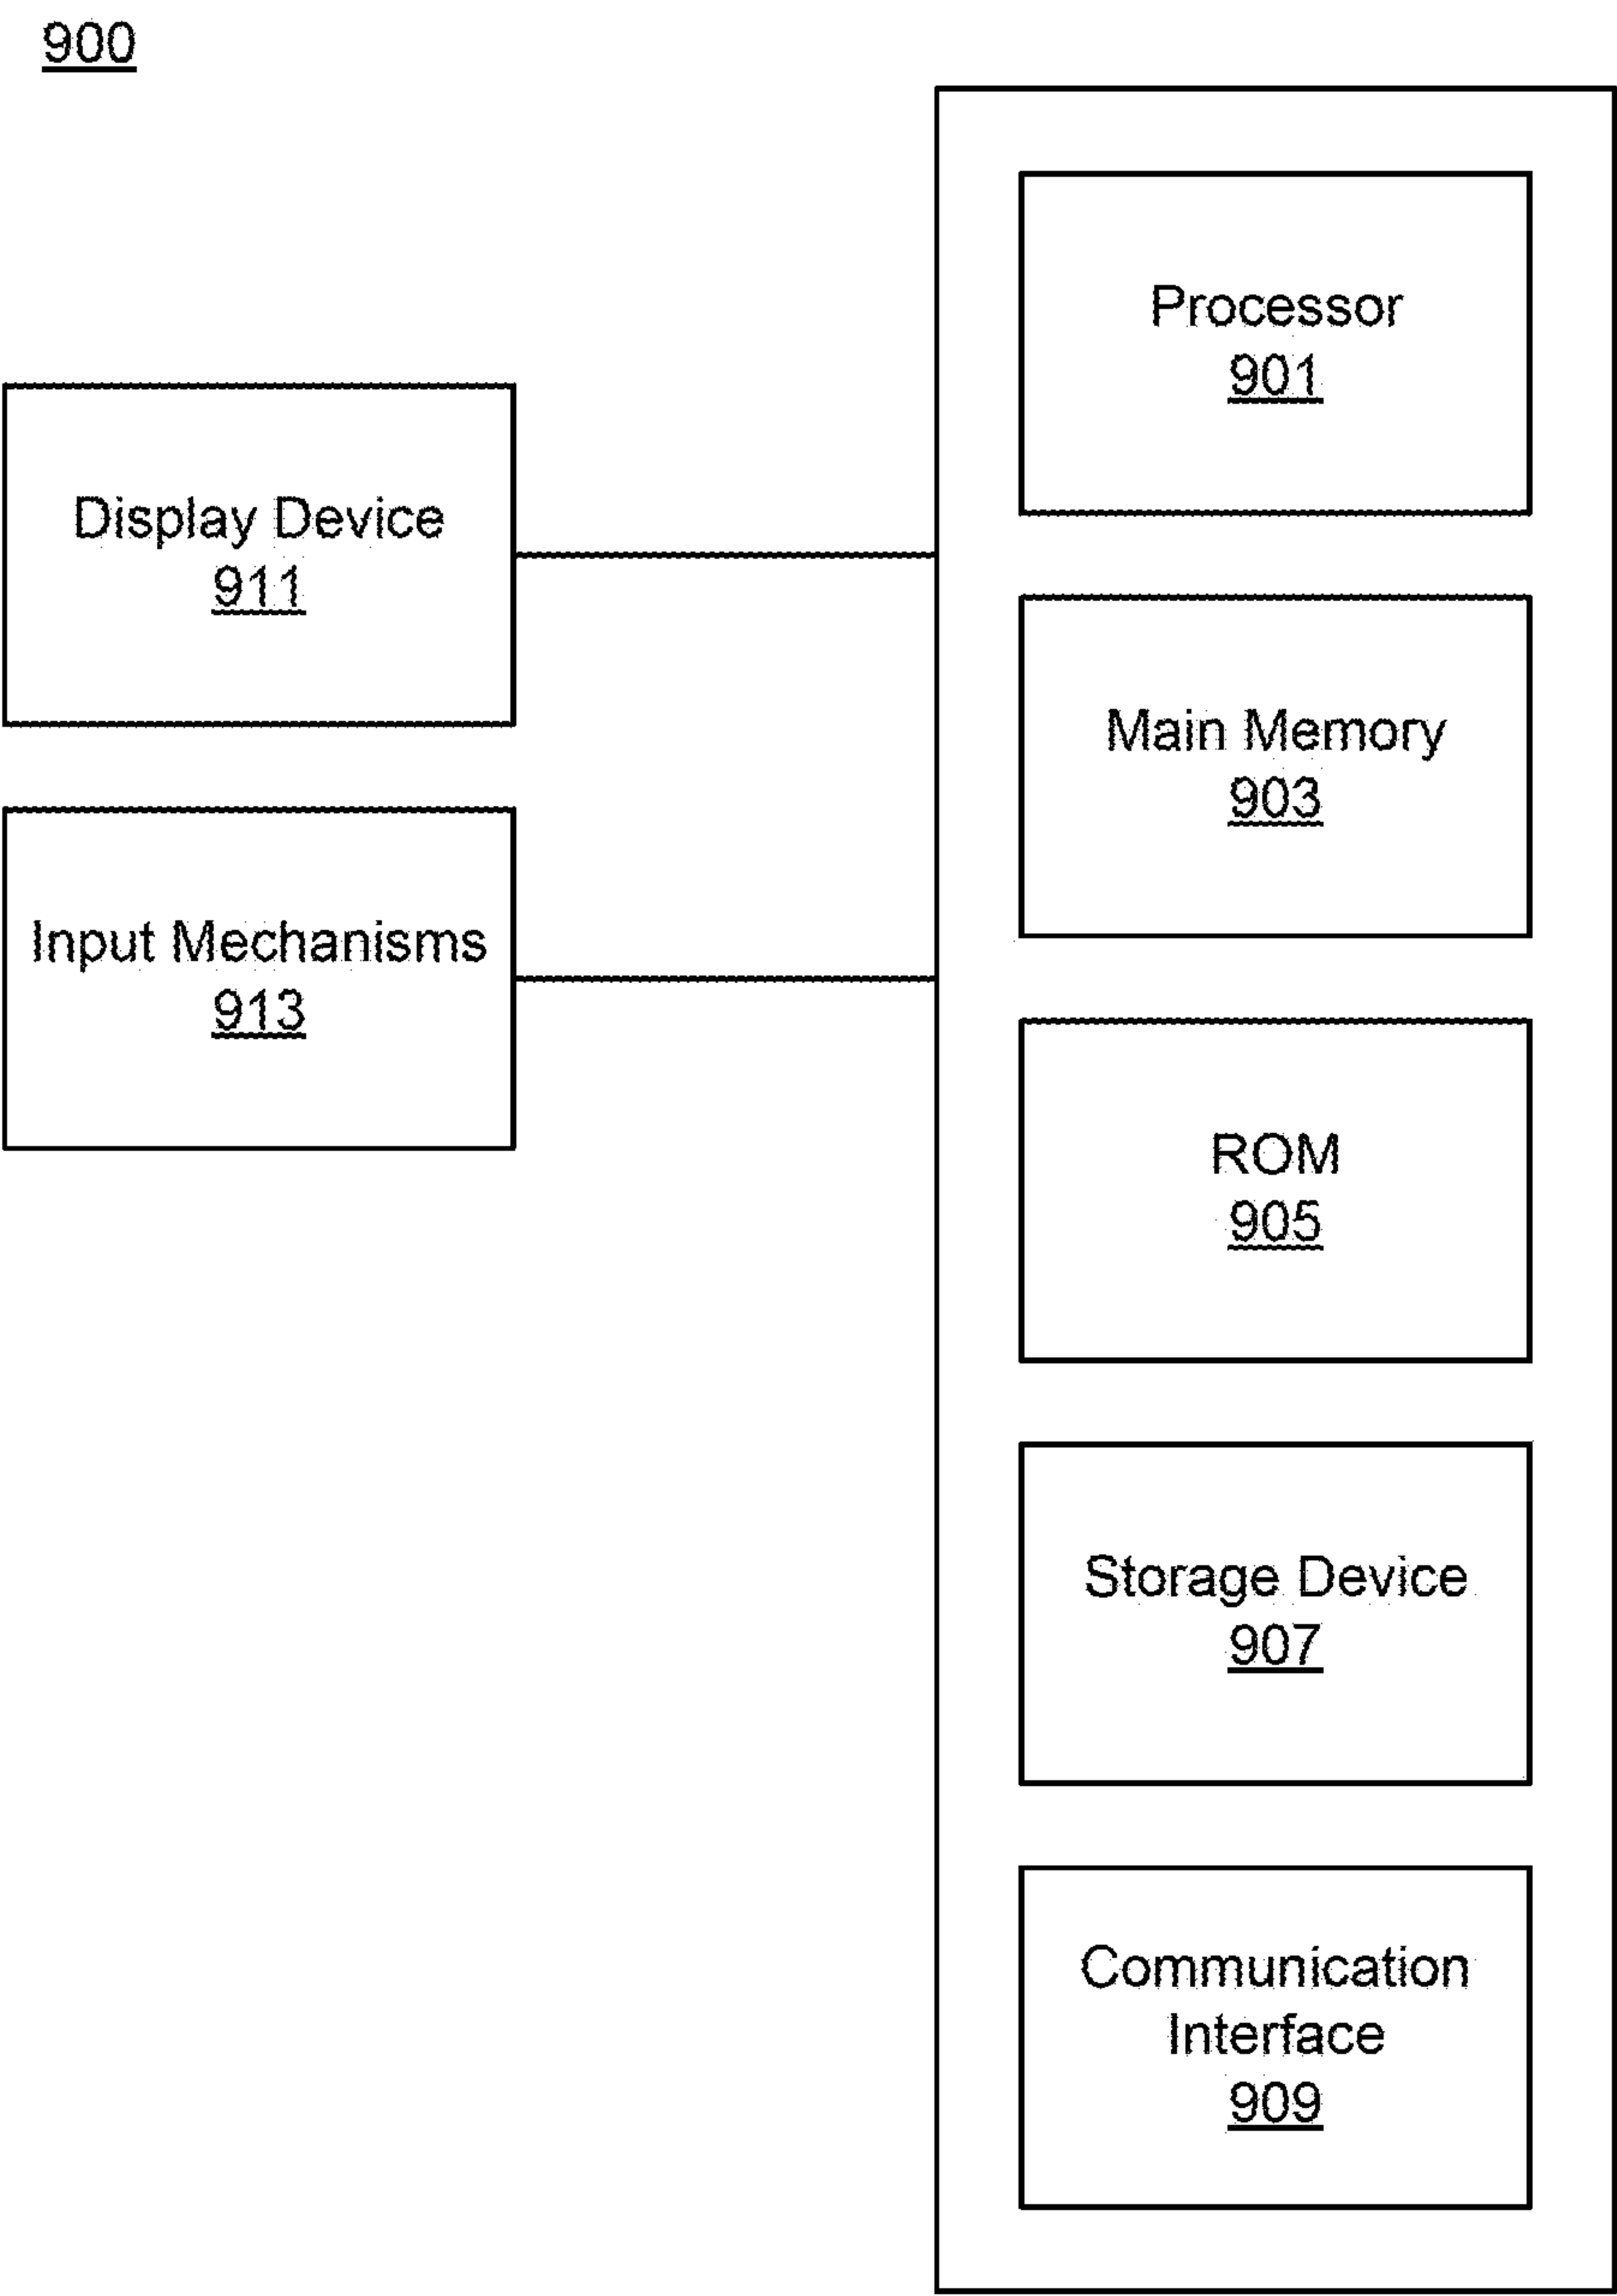 900
Processor
901
Display Device
911
Main Memory
903
Input Mechanisms
913
ROM
905
Storage Device
907
Communication
Interface
909